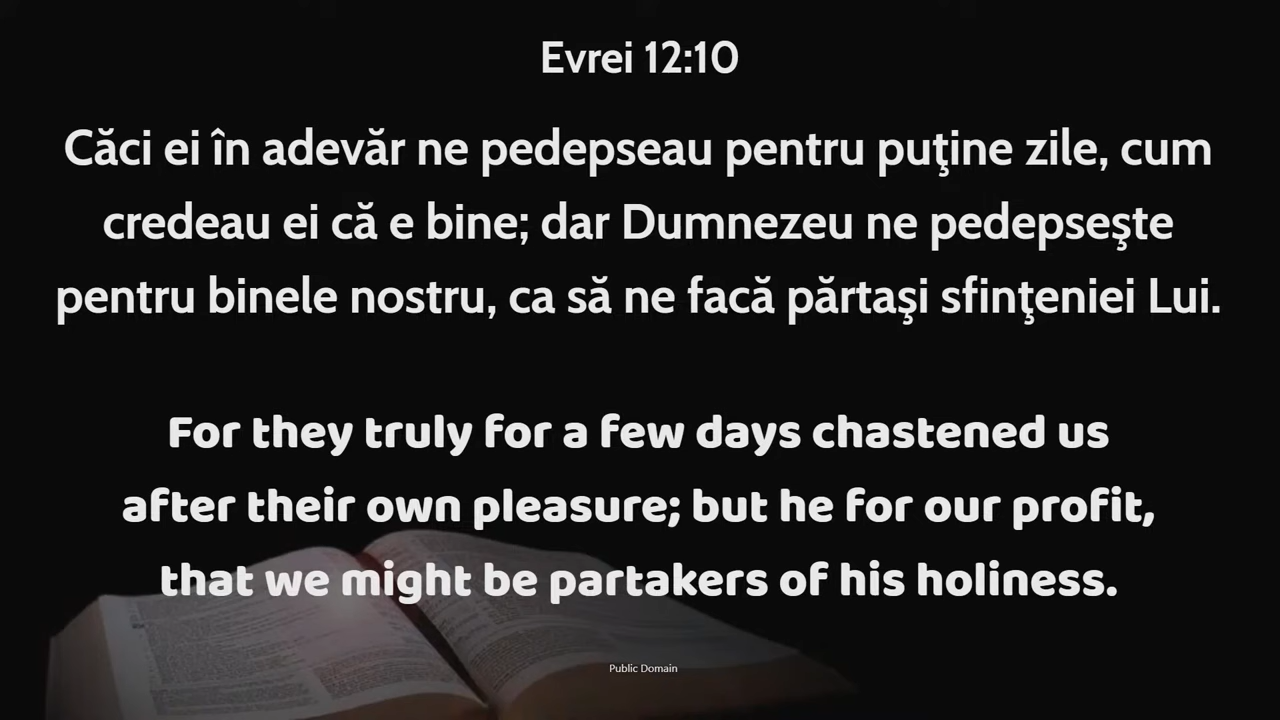 Evrei 12:10
Căci ei în adevăr ne pedepseau pentru puţine zile, cum
credeau ei că e bine; dar Dumnezeu ne pedepseşte
pentru binele nostru, ca să ne facă părtaşi sfinţeniei Lui.
For they truly for a few days chastened us
after their own pleasure; but he for our profit,
that we might be partakers of his holiness.
Public Domain